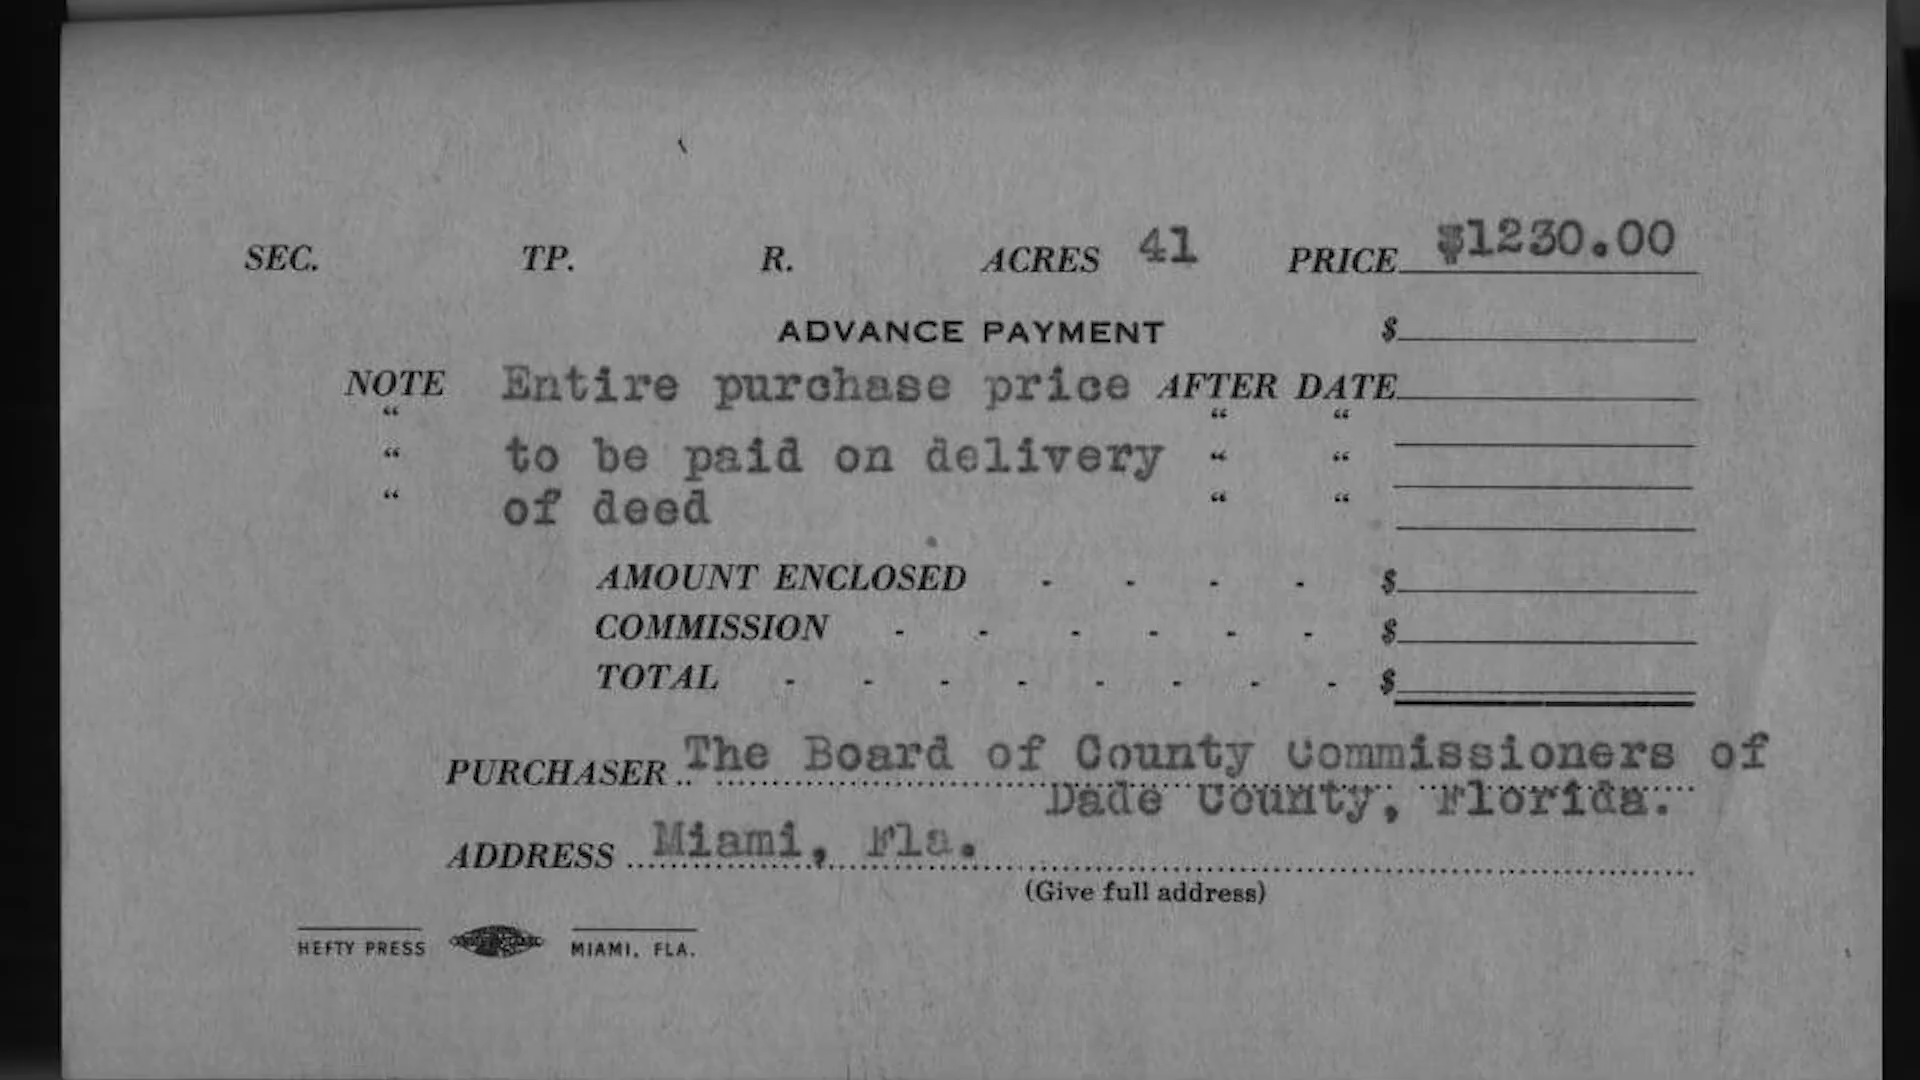 SEC. TP. R. ACRES 41 PRICE $1230.00
ADVANCE PAYMENT $
NOTE Entire purchase price AFTER DATE
“ “ “
“ to be paid on delivery “ “
“ of deed “ “
AMOUNT ENCLOSED - - - - $
COMMISSION - - - - - - $
TOTAL - - - - - - - - $
PURCHASER The Board of County Commissioners of
Dade County, Florida.
ADDRESS Miami, Fla.
(Give full address)
HEFTY PRESS MIAMI, FLA.